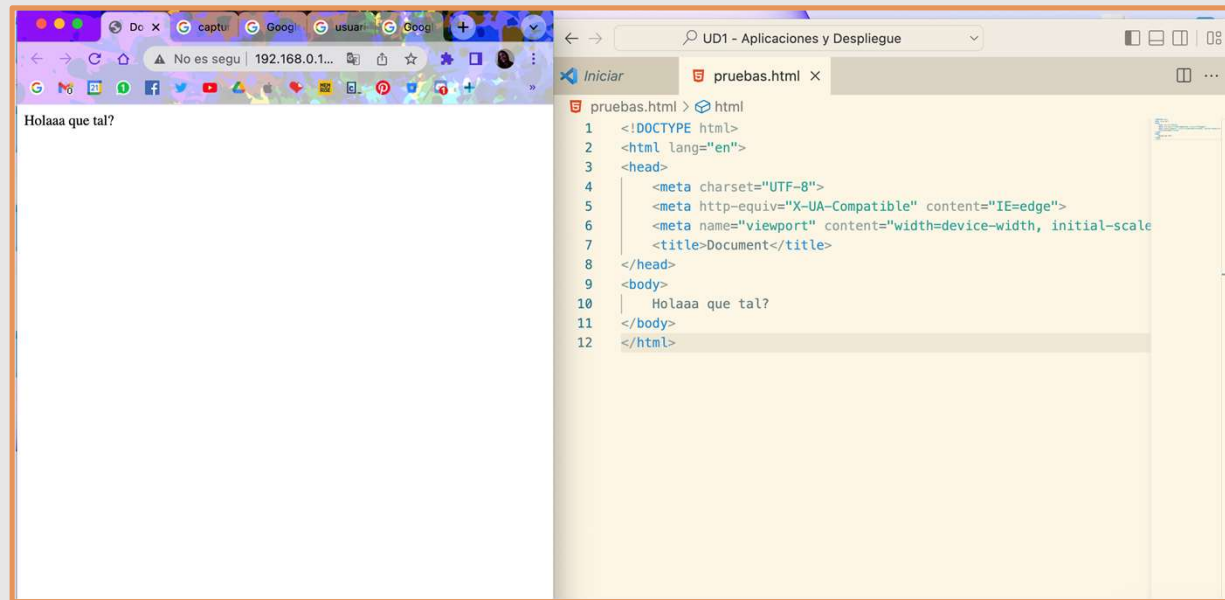 Do
captu
Googl
usuari
Googl
No es segu
192.168.0.1...
Holaaa que tal?
UD1 - Aplicaciones y Despliegue
Iniciar
pruebas.html
pruebas.html > html
1 <!DOCTYPE html>
2 <html lang="en">
3 <head>
4 <meta charset="UTF-8">
5 <meta http-equiv="X-UA-Compatible" content="IE=edge">
6 <meta name="viewport" content="width=device-width, initial-scale
7 <title>Document</title>
8 </head>
9 <body>
10 Holaaa que tal?
11 </body>
12 </html>